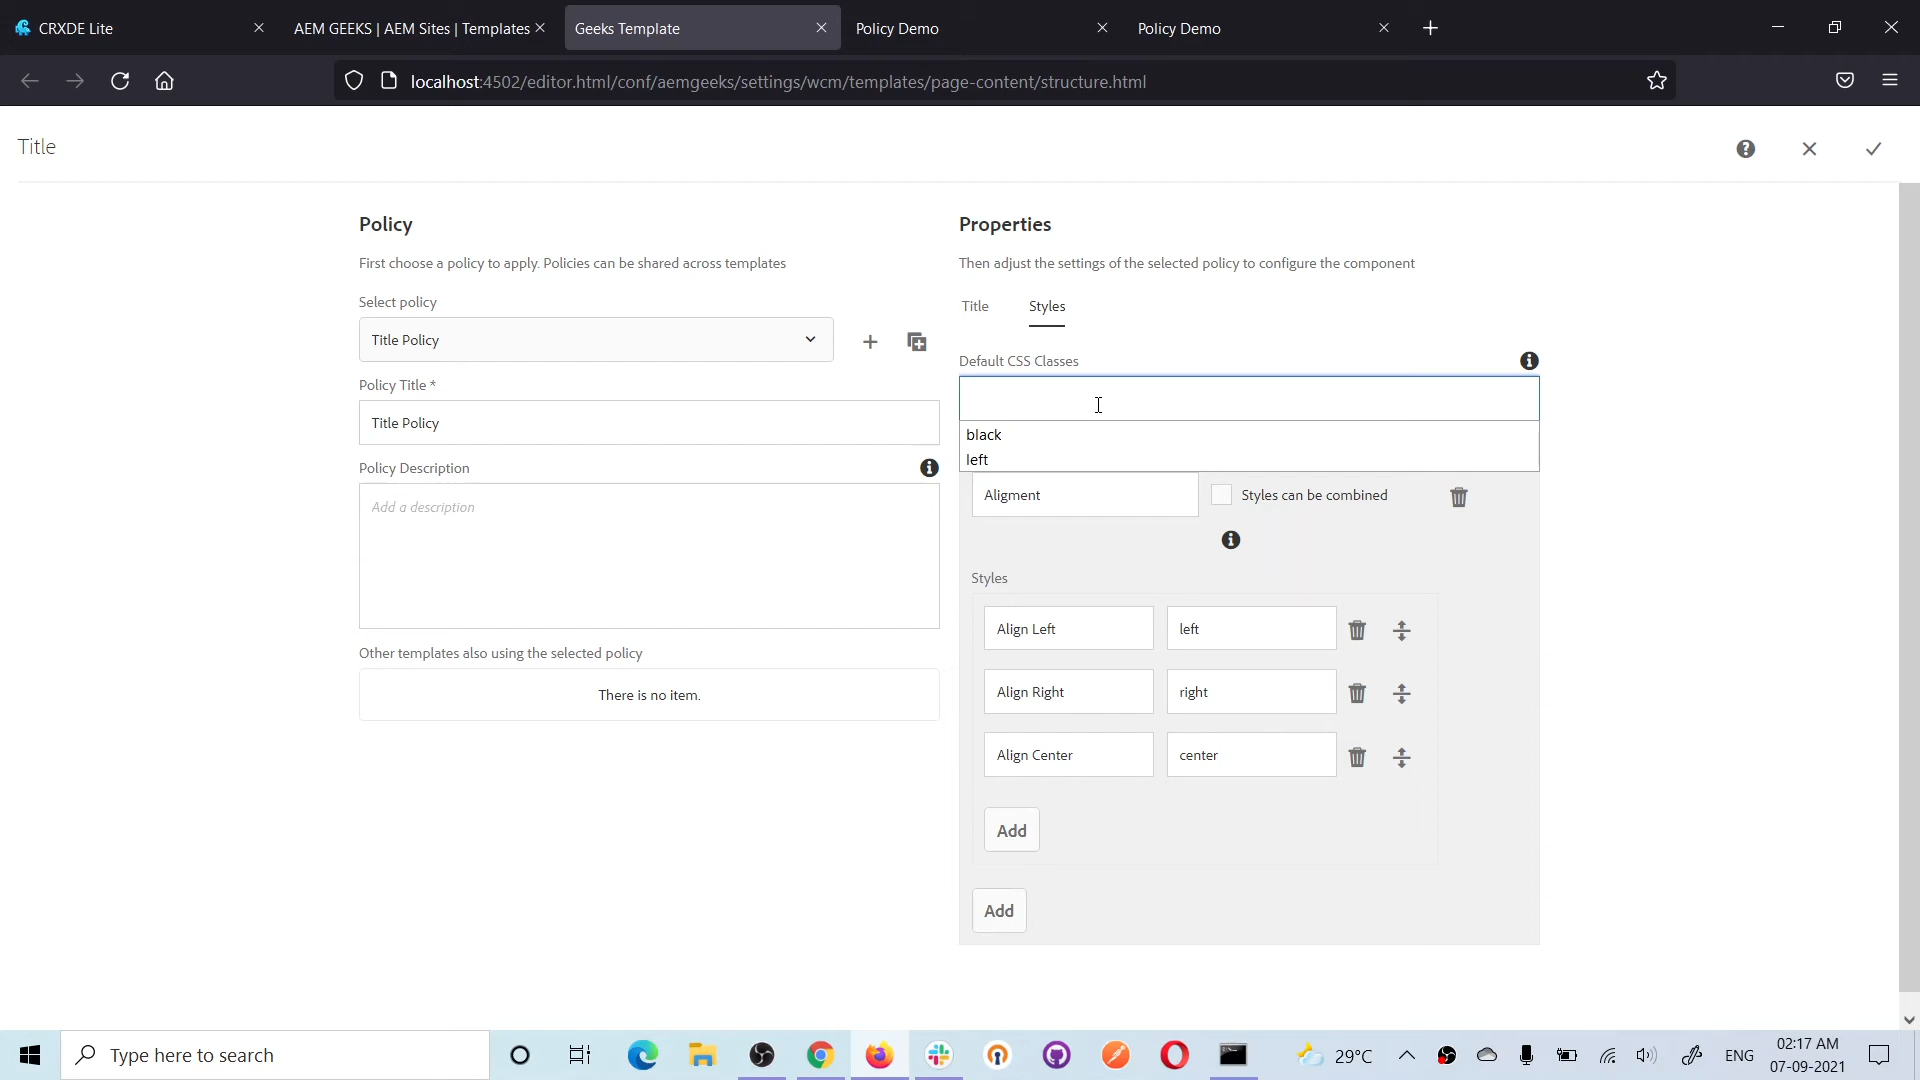 CRXDE Lite
AEM GEEKS | AEM Sites | Templates
Geeks Template
Policy Demo
Policy Demo
localhost:4502/editor.html/conf/aemgeeks/settings/wcm/templates/page-content/structure.html
Title
Policy
First choose a policy to apply. Policies can be shared across templates
Select policy
Title Policy
Policy Title *
Title Policy
Policy Description
Add a description
Other templates also using the selected policy
There is no item.
Properties
Then adjust the settings of the selected policy to configure the component
Title
Styles
Default CSS Classes
black
left
Aligment
Styles can be combined
Styles
Align Left
left
Align Right
right
Align Center
center
Add
Add
Type here to search
29°C
ENG
02:17 AM
07-09-2021